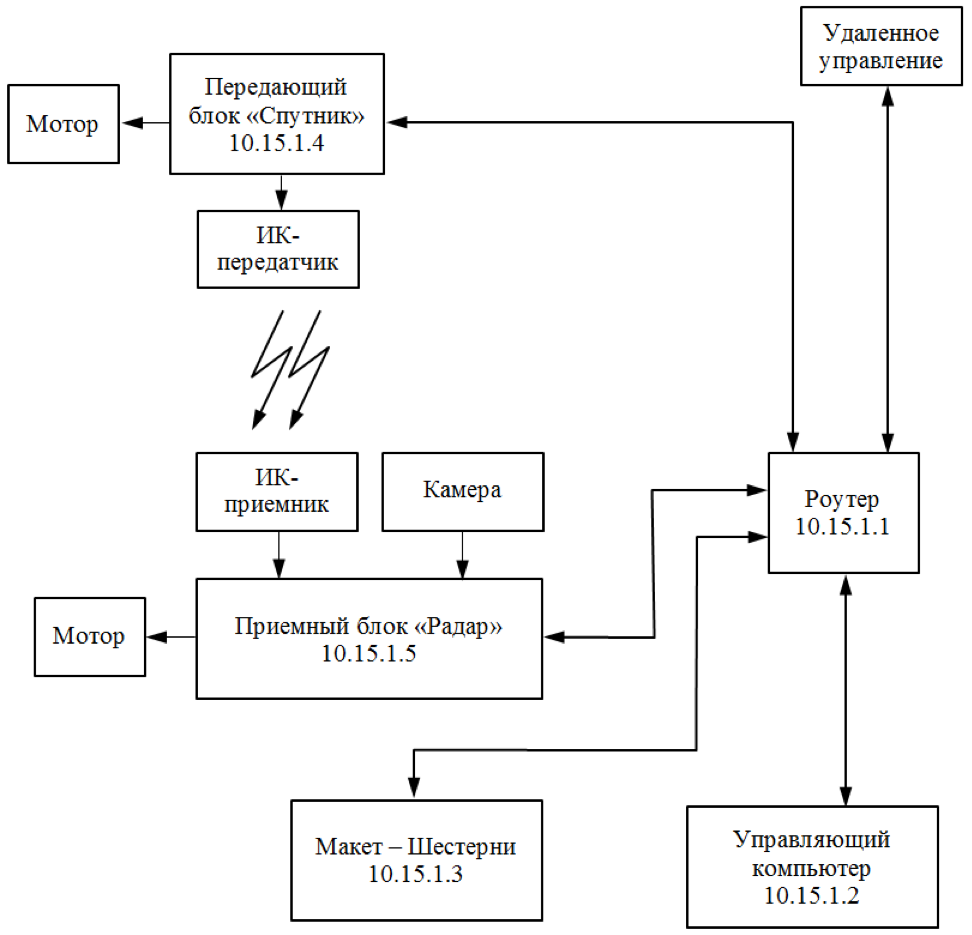 Удаленное
управление
Передающий
блок «Спутник»
10.15.1.4
Мотор
ИК-
передатчик
ИК-
приемник
Камера
Роутер
10.15.1.1
Мотор
Приемный блок «Радар»
10.15.1.5
Макет – Шестерни
10.15.1.3
Управляющий
компьютер
10.15.1.2